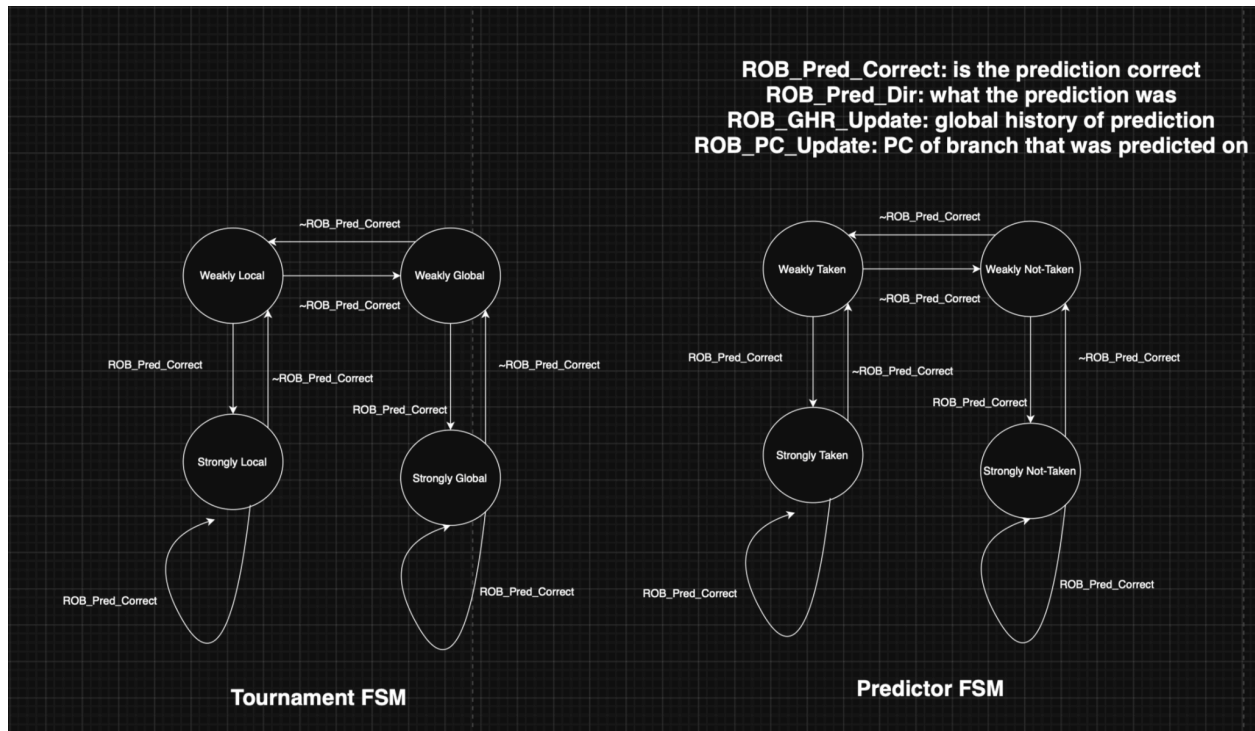 ROB_Pred_Correct: is the prediction correct
ROB_Pred_Dir: what the prediction was
ROB_GHR_Update: global history of prediction
ROB_PC_Update: PC of branch that was predicted on
~ROB_Pred_Correct
Weakly Local
Weakly Global
~ROB_Pred_Correct
ROB_Pred_Correct
~ROB_Pred_Correct
~ROB_Pred_Correct
ROB_Pred_Correct
Strongly Local
Strongly Global
ROB_Pred_Correct
ROB_Pred_Correct
Tournament FSM
~ROB_Pred_Correct
Weakly Taken
Weakly Not-Taken
~ROB_Pred_Correct
ROB_Pred_Correct
~ROB_Pred_Correct
~ROB_Pred_Correct
ROB_Pred_Correct
Strongly Taken
Strongly Not-Taken
ROB_Pred_Correct
ROB_Pred_Correct
Predictor FSM